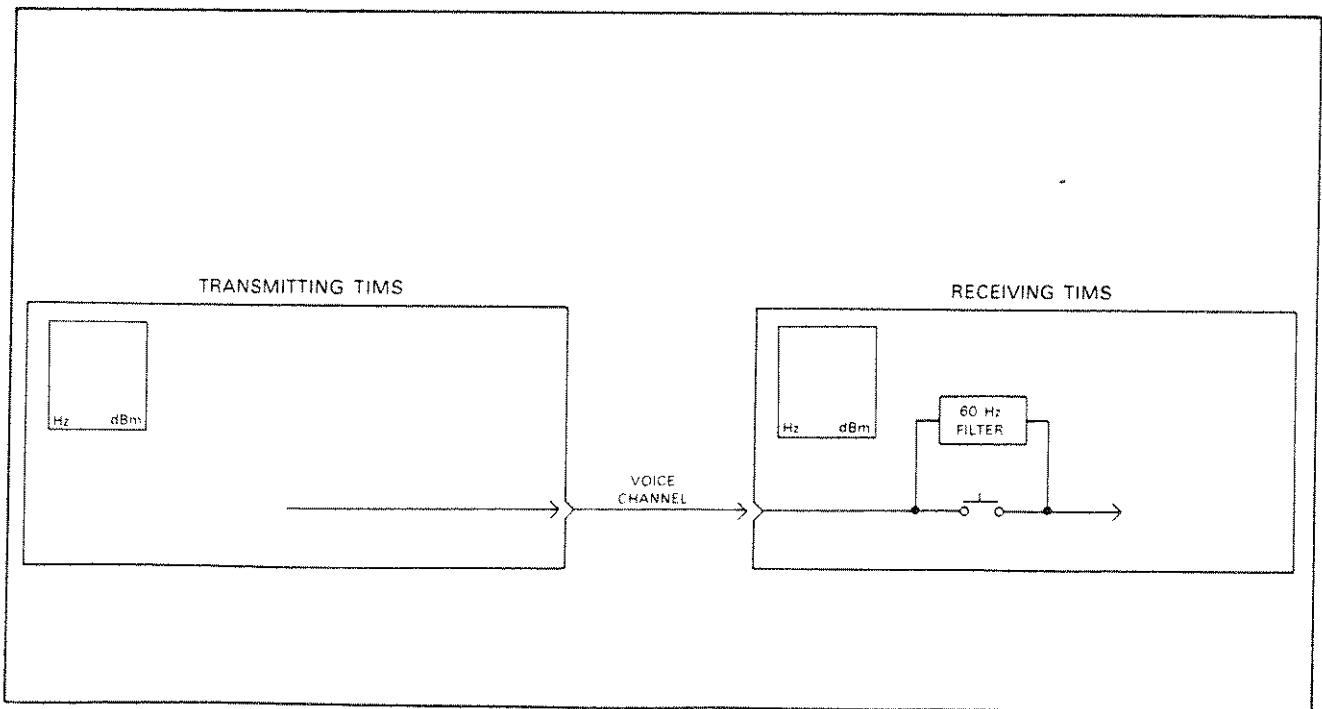 TRANSMITTING TIMS
RECEIVING TIMS
Hz dBm
Hz dBm
60 Hz
FILTER
VOICE
CHANNEL